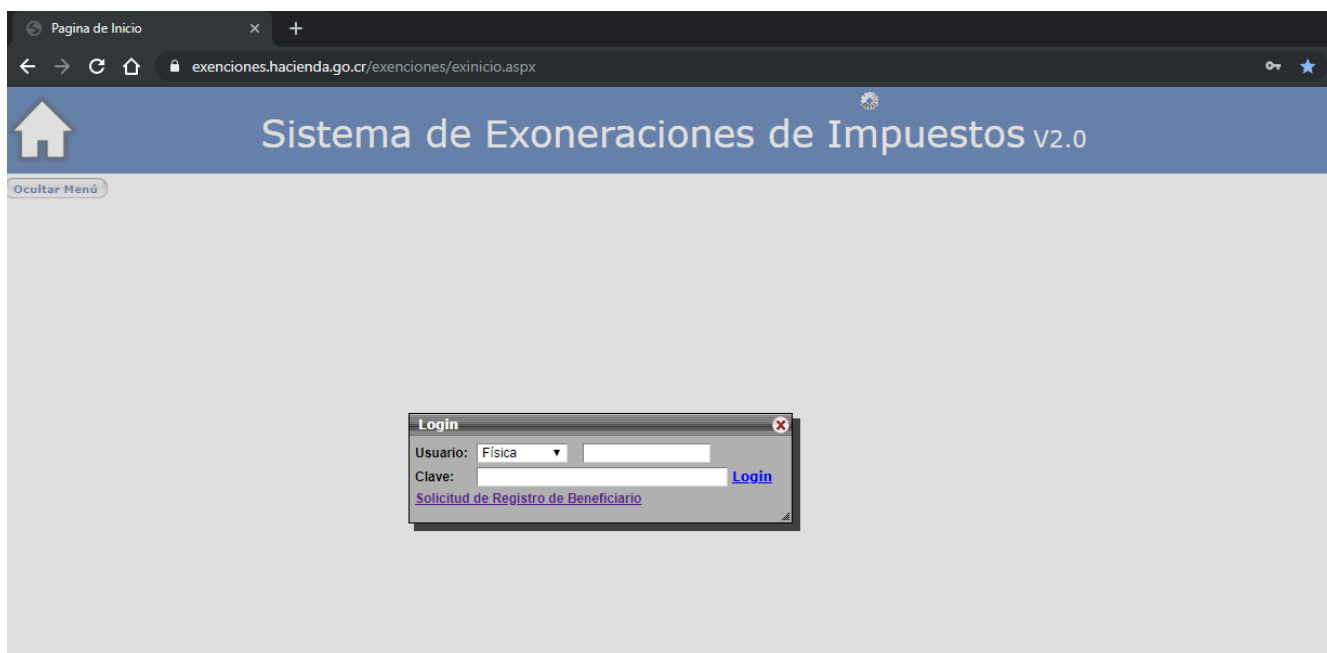 Pagina de Inicio
exenciones.hacienda.go.cr/exenciones/exinicio.aspx
Sistema de Exoneraciones de Impuestos V2.0
Ocultar Menú
Login
Usuario: Física
Clave: Login
Solicitud de Registro de Beneficiario